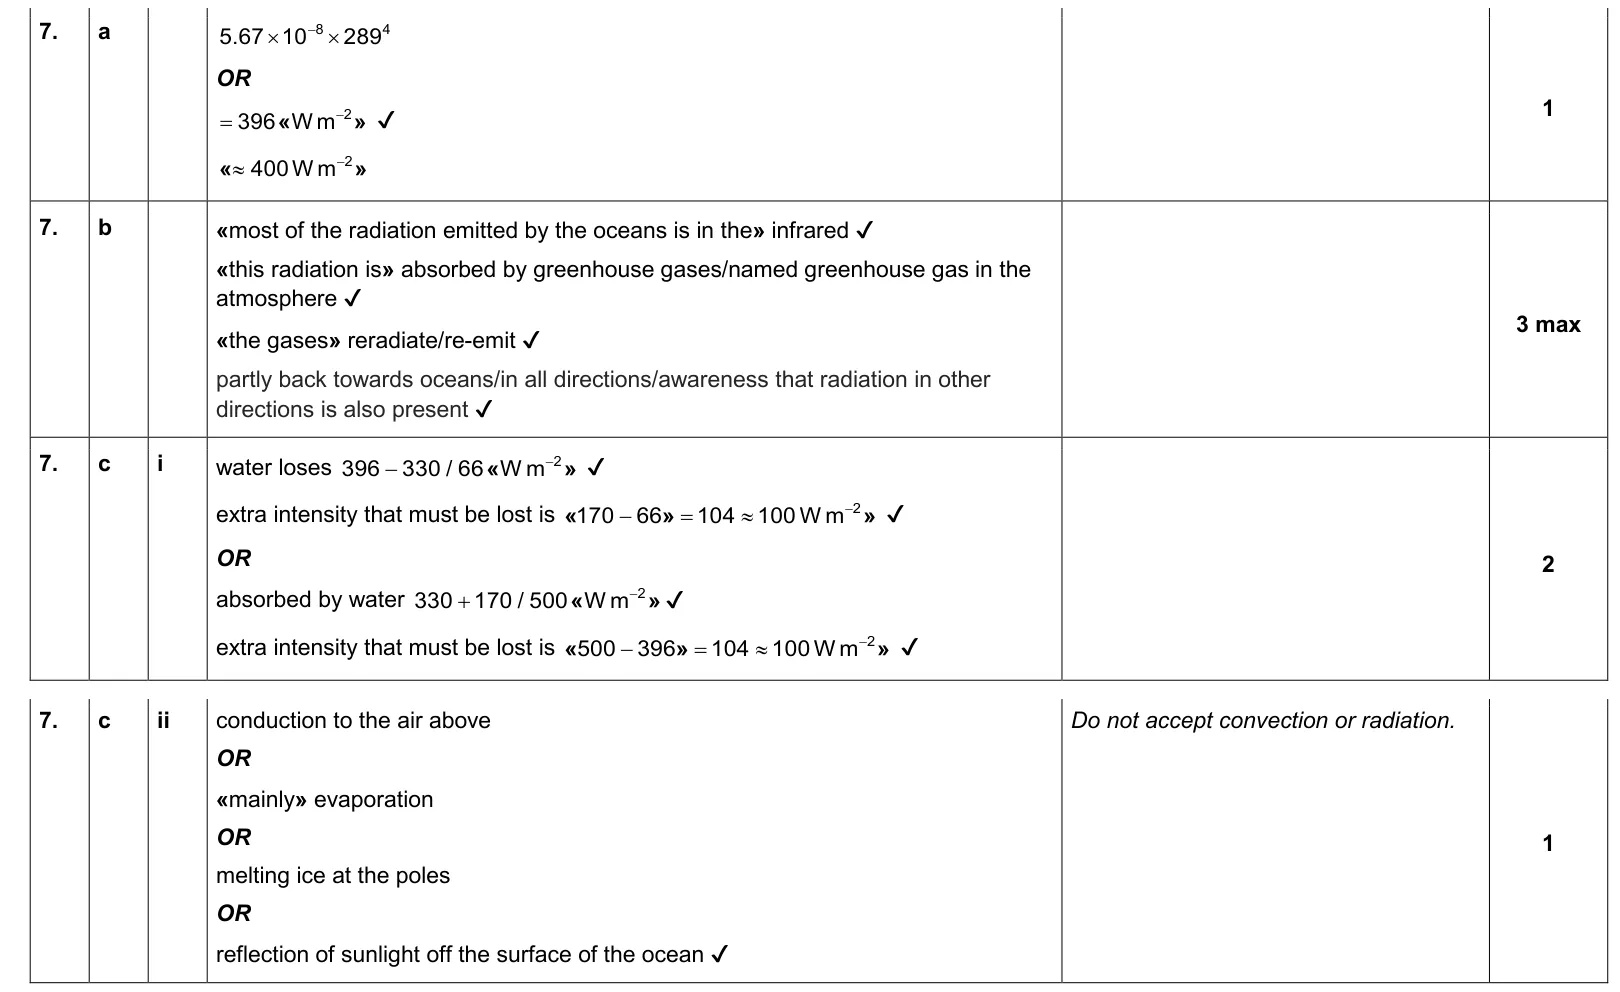 7. a 5.67×10⁻⁸×289⁴
OR
=396«W m⁻²» ✓
1
«≈ 400 W m⁻²»
7. b «most of the radiation emitted by the oceans is in the» infrared ✓
«this radiation is» absorbed by greenhouse gases/named greenhouse gas in the
atmosphere ✓
3 max
«the gases» reradiate/re-emit ✓
partly back towards oceans/in all directions/awareness that radiation in other
directions is also present ✓
7. c i water loses 396 – 330 / 66 «W m⁻²» ✓
extra intensity that must be lost is «170 – 66» = 104 ≈ 100 W m⁻²» ✓
OR
2
absorbed by water 330 + 170 / 500 «W m⁻²» ✓
extra intensity that must be lost is «500 – 396» = 104 ≈ 100 W m⁻²» ✓
7. c ii conduction to the air above Do not accept convection or radiation.
OR
«mainly» evaporation
OR
1
melting ice at the poles
OR
reflection of sunlight off the surface of the ocean ✓